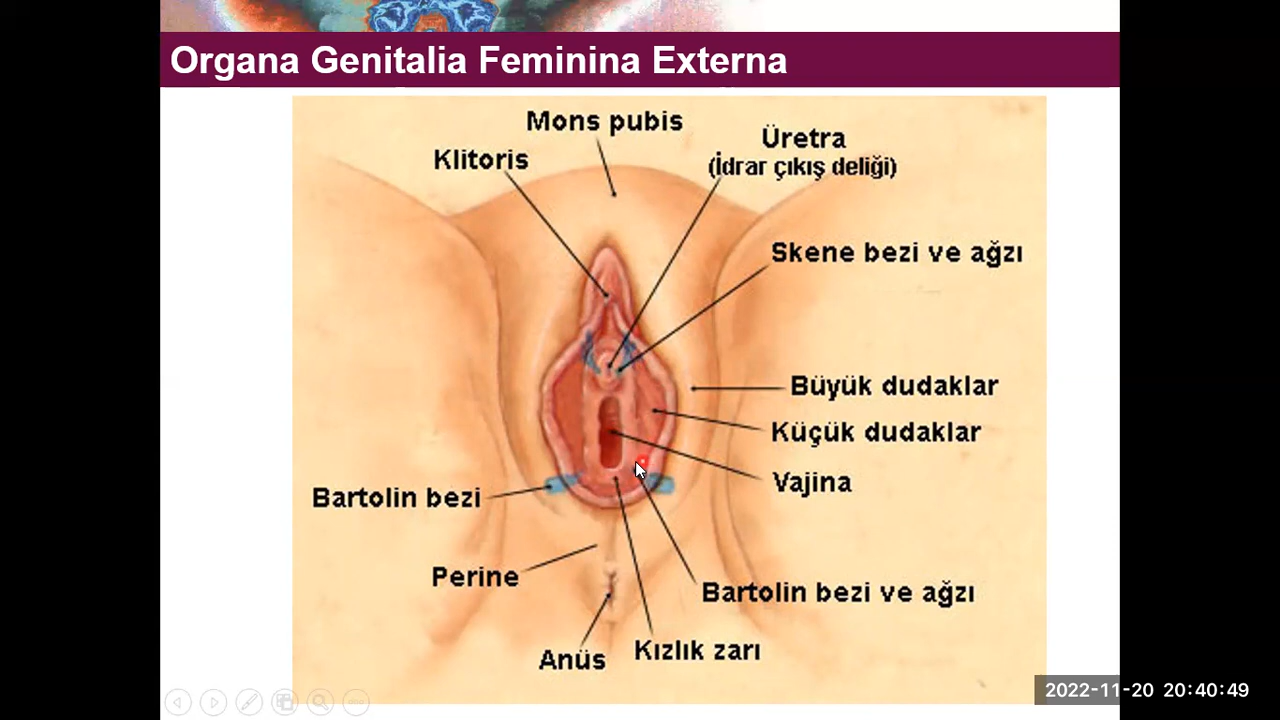 Organa Genitalia Feminina Externa
Mons pubis
Üretra
(İdrar çıkış deliği)
Klitoris
Skene bezi ve ağzı
Büyük dudaklar
Küçük dudaklar
Vajina
Bartolin bezi
Perine
Bartolin bezi ve ağzı
Anüs
Kızlık zarı
2022-11-20 20:40:49